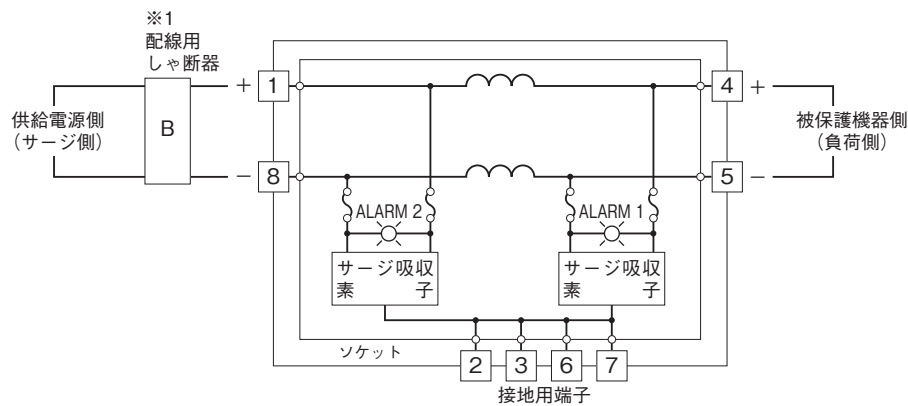 ※1
配線用
しゃ断器
供給電源側
（サージ側）
B
＋
1
4
＋
被保護機器側
（負荷側）
－
8
5
－
ALARM 2
ALARM 1
サージ吸収
素　子
サージ吸収
素　子
ソケット
2
3
6
7
接地用端子